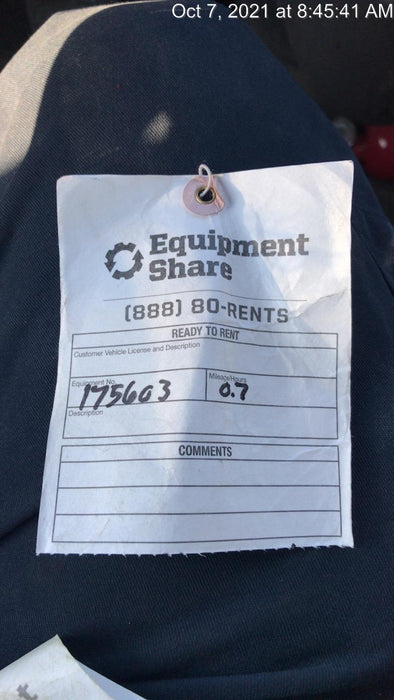 Oct 7, 2021 at 8:45:41 AM
Equipment
Share
(888) 80-RENTS
READY TO RENT
Customer Vehicle License and Description
Equipment No. Mileage/Hours
175603 0.7
Description
COMMENTS